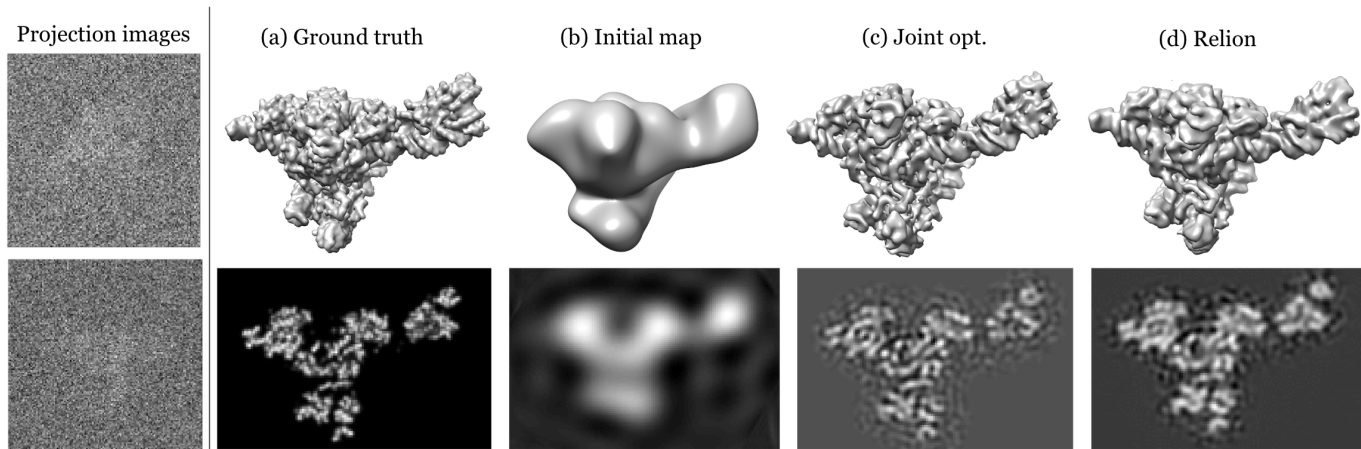 Projection images
(a) Ground truth
(b) Initial map
(c) Joint opt.
(d) Relion